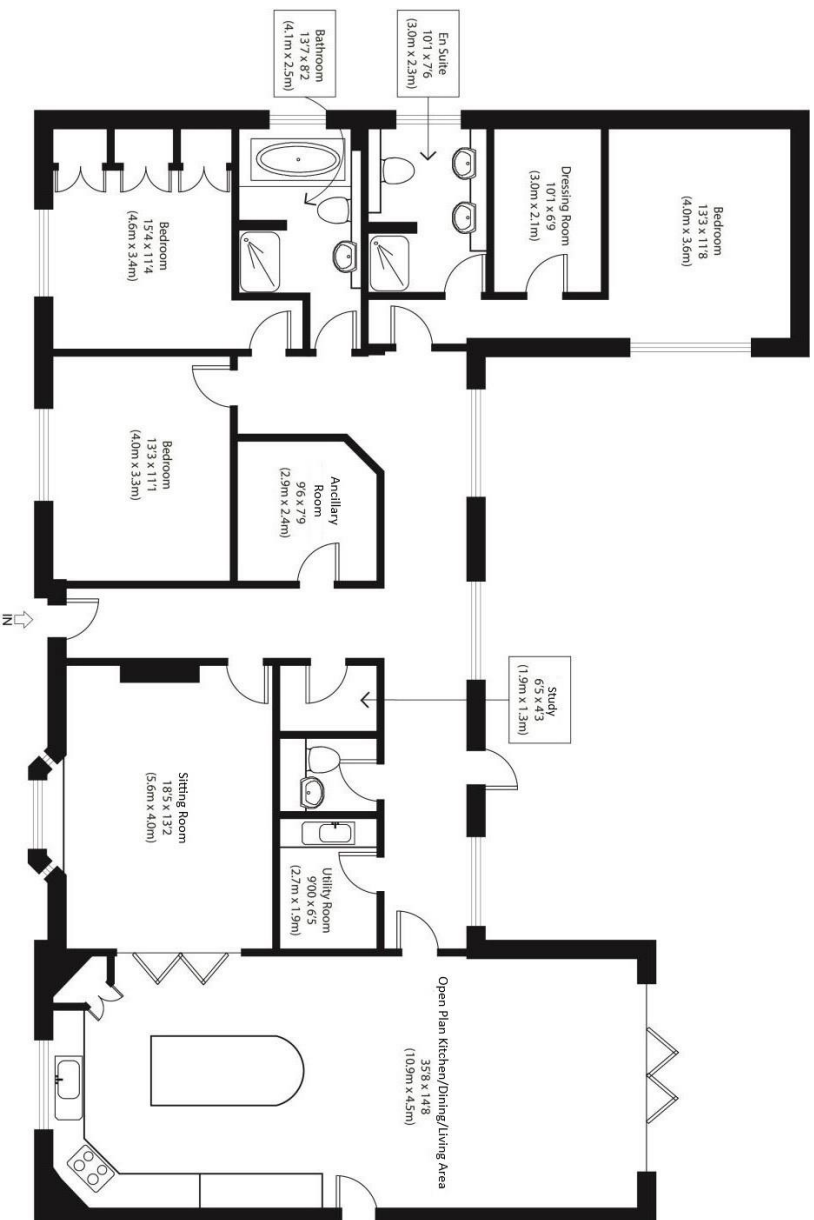 En Suite
10'1 x 7'6
(3.0m x 2.3m)
Bathroom
13'7 x 8'2
(4.1m x 2.5m)
Dressing Room
10'1 x 6'9
(3.0m x 2.1m)
Bedroom
13'3 x 11'8
(4.0m x 3.6m)
Bedroom
15'4 x 11'4
(4.6m x 3.4m)
Bedroom
13'3 x 11'1
(4.0m x 3.3m)
Ancillary
Room
9'6 x 7'9
(2.9m x 2.4m)
IN
Study
6'5 x 4'3
(1.9m x 1.3m)
Sitting Room
18'5 x 13'2
(5.6m x 4.0m)
Utility Room
9'00 x 6'5
(2.7m x 1.9m)
Open Plan Kitchen/Dining/Living Area
35'8 x 14'8
(10.9m x 4.5m)